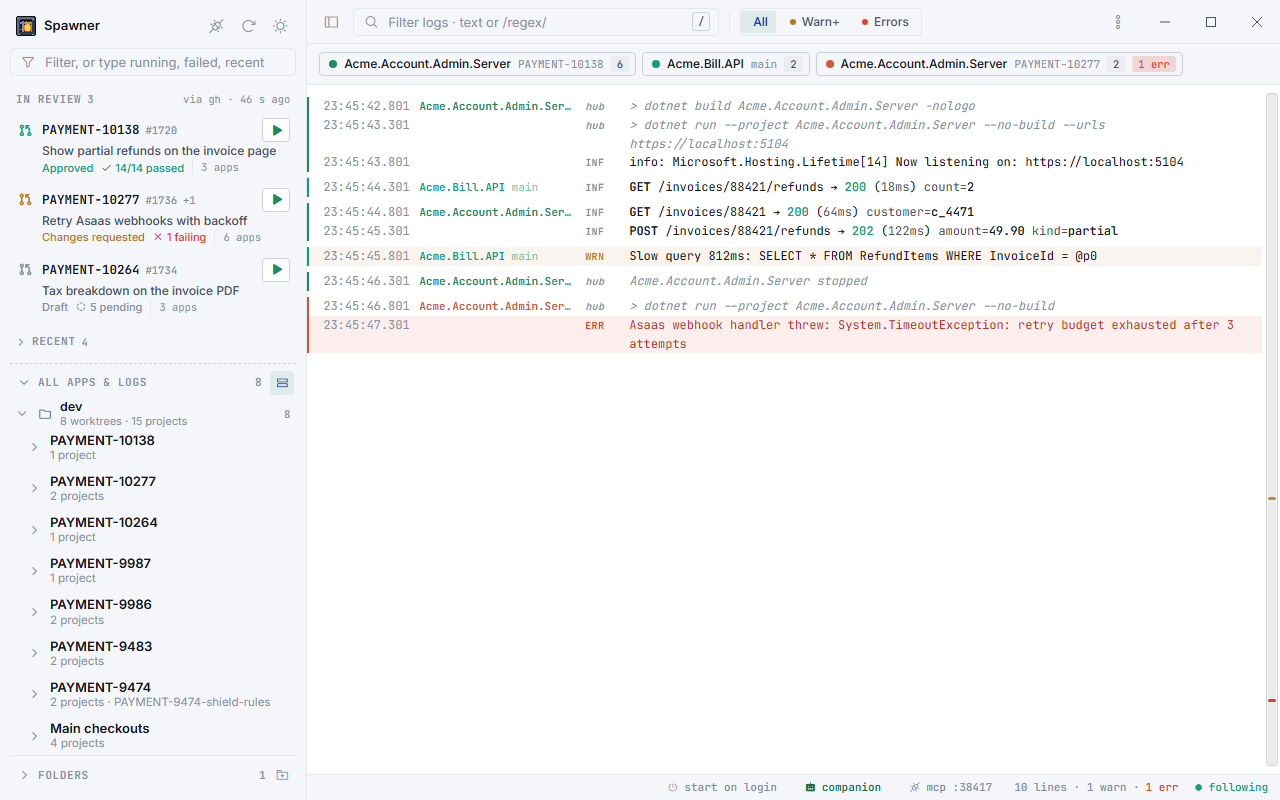 Spawner
Filter, or type running, failed, recent
IN REVIEW 3 via gh · 46 s ago
PAYMENT-10138 #1720
Show partial refunds on the invoice page
Approved ✓ 14/14 passed 3 apps
PAYMENT-10277 #1736 +1
Retry Asaas webhooks with backoff
Changes requested ✕ 1 failing 6 apps
PAYMENT-10264 #1734
Tax breakdown on the invoice PDF
Draft 5 pending 3 apps
RECENT 4
ALL APPS & LOGS 8
dev 8
8 worktrees · 15 projects
PAYMENT-10138
1 project
PAYMENT-10277
2 projects
PAYMENT-10264
1 project
PAYMENT-9987
1 project
PAYMENT-9986
2 projects
PAYMENT-9483
2 projects
PAYMENT-9474
2 projects · PAYMENT-9474-shield-rules
Main checkouts
4 projects
FOLDERS 1
Filter logs · text or /regex/ / All Warn+ Errors
Acme.Account.Admin.Server PAYMENT-10138 6 Acme.Bill.API main 2 Acme.Account.Admin.Server PAYMENT-10277 2 1 err
23:45:42.801 Acme.Account.Admin.Ser… hub > dotnet build Acme.Account.Admin.Server -nologo
23:45:43.301 hub > dotnet run --project Acme.Account.Admin.Server --no-build --urls
https://localhost:5104
23:45:43.801 INF info: Microsoft.Hosting.Lifetime[14] Now listening on: https://localhost:5104
23:45:44.301 Acme.Bill.API main INF GET /invoices/88421/refunds → 200 (18ms) count=2
23:45:44.801 Acme.Account.Admin.Ser… INF GET /invoices/88421 → 200 (64ms) customer=c_4471
23:45:45.301 INF POST /invoices/88421/refunds → 202 (122ms) amount=49.90 kind=partial
23:45:45.801 Acme.Bill.API main WRN Slow query 812ms: SELECT * FROM RefundItems WHERE InvoiceId = @p0
23:45:46.301 Acme.Account.Admin.Ser… hub Acme.Account.Admin.Server stopped
23:45:46.801 Acme.Account.Admin.Ser… hub > dotnet run --project Acme.Account.Admin.Server --no-build
23:45:47.301 ERR Asaas webhook handler threw: System.TimeoutException: retry budget exhausted after 3
attempts
start on login companion mcp :38417 10 lines · 1 warn · 1 err following